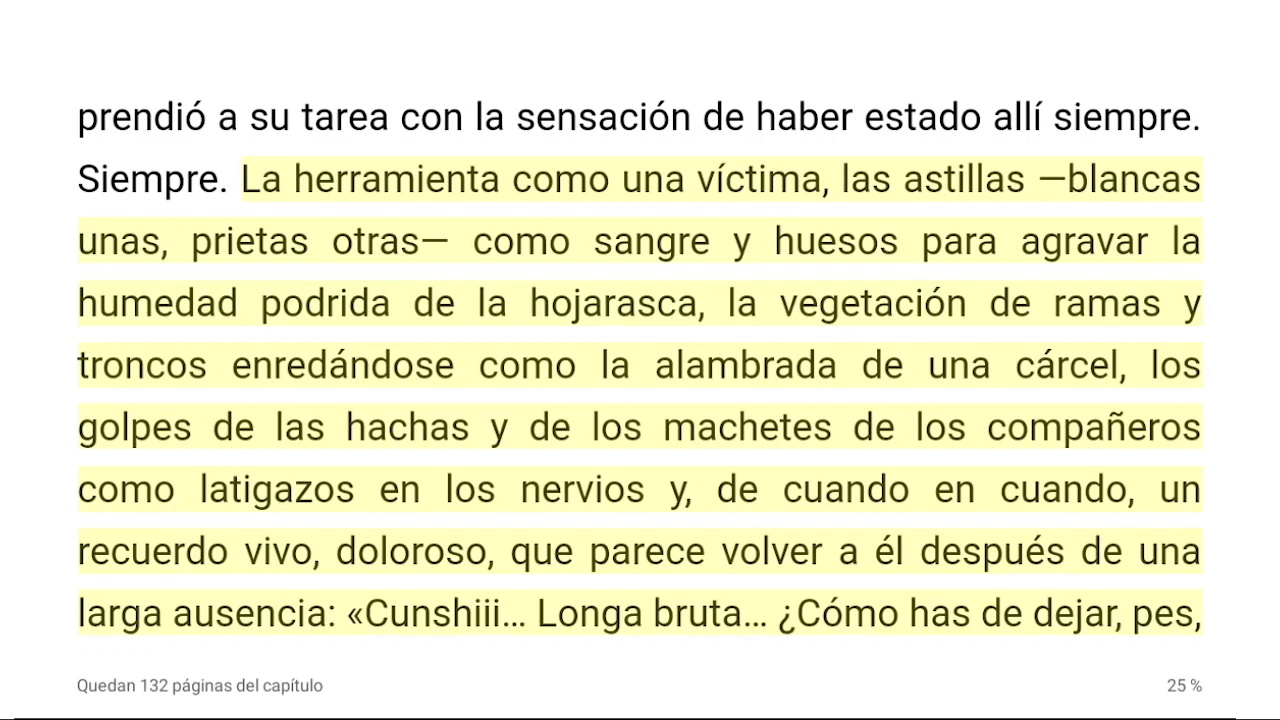 prendió a su tarea con la sensación de haber estado allí siempre.
Siempre. La herramienta como una víctima, las astillas —blancas
unas, prietas otras— como sangre y huesos para agravar la
humedad podrida de la hojarasca, la vegetación de ramas y
troncos enredándose como la alambrada de una cárcel, los
golpes de las hachas y de los machetes de los compañeros
como latigazos en los nervios y, de cuando en cuando, un
recuerdo vivo, doloroso, que parece volver a él después de una
larga ausencia: «Cunshiii… Longa bruta… ¿Cómo has de dejar, pes,
Quedan 132 páginas del capítulo
25 %